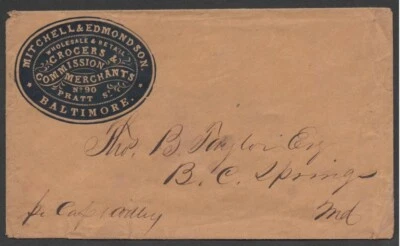 MITCHELL & EDMONDSON.
WHOLESALE & RETAIL
GROCERS &
COMMISSION
MERCHANTS
No. 90
PRATT St.
BALTIMORE.
Thos. B. Taylor Esq
B. C. Springs
Md